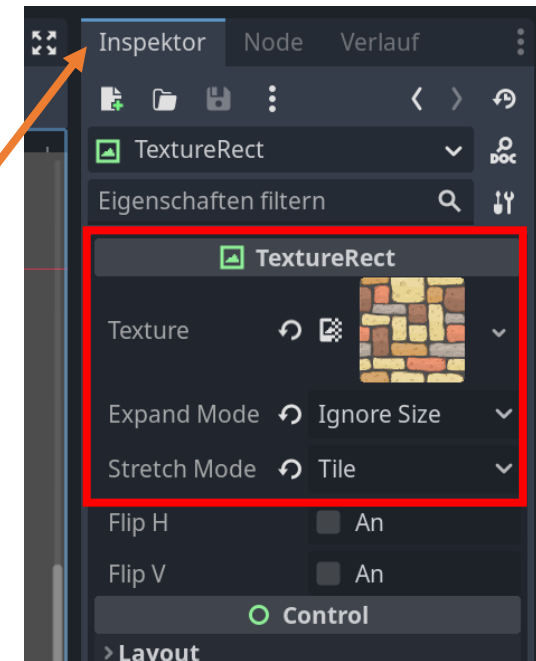 Inspektor Node Verlauf
TextureRect
DOC
Eigenschaften filtern
TextureRect
Texture
Expand Mode Ignore Size
Stretch Mode Tile
Flip H An
Flip V An
Control
Layout